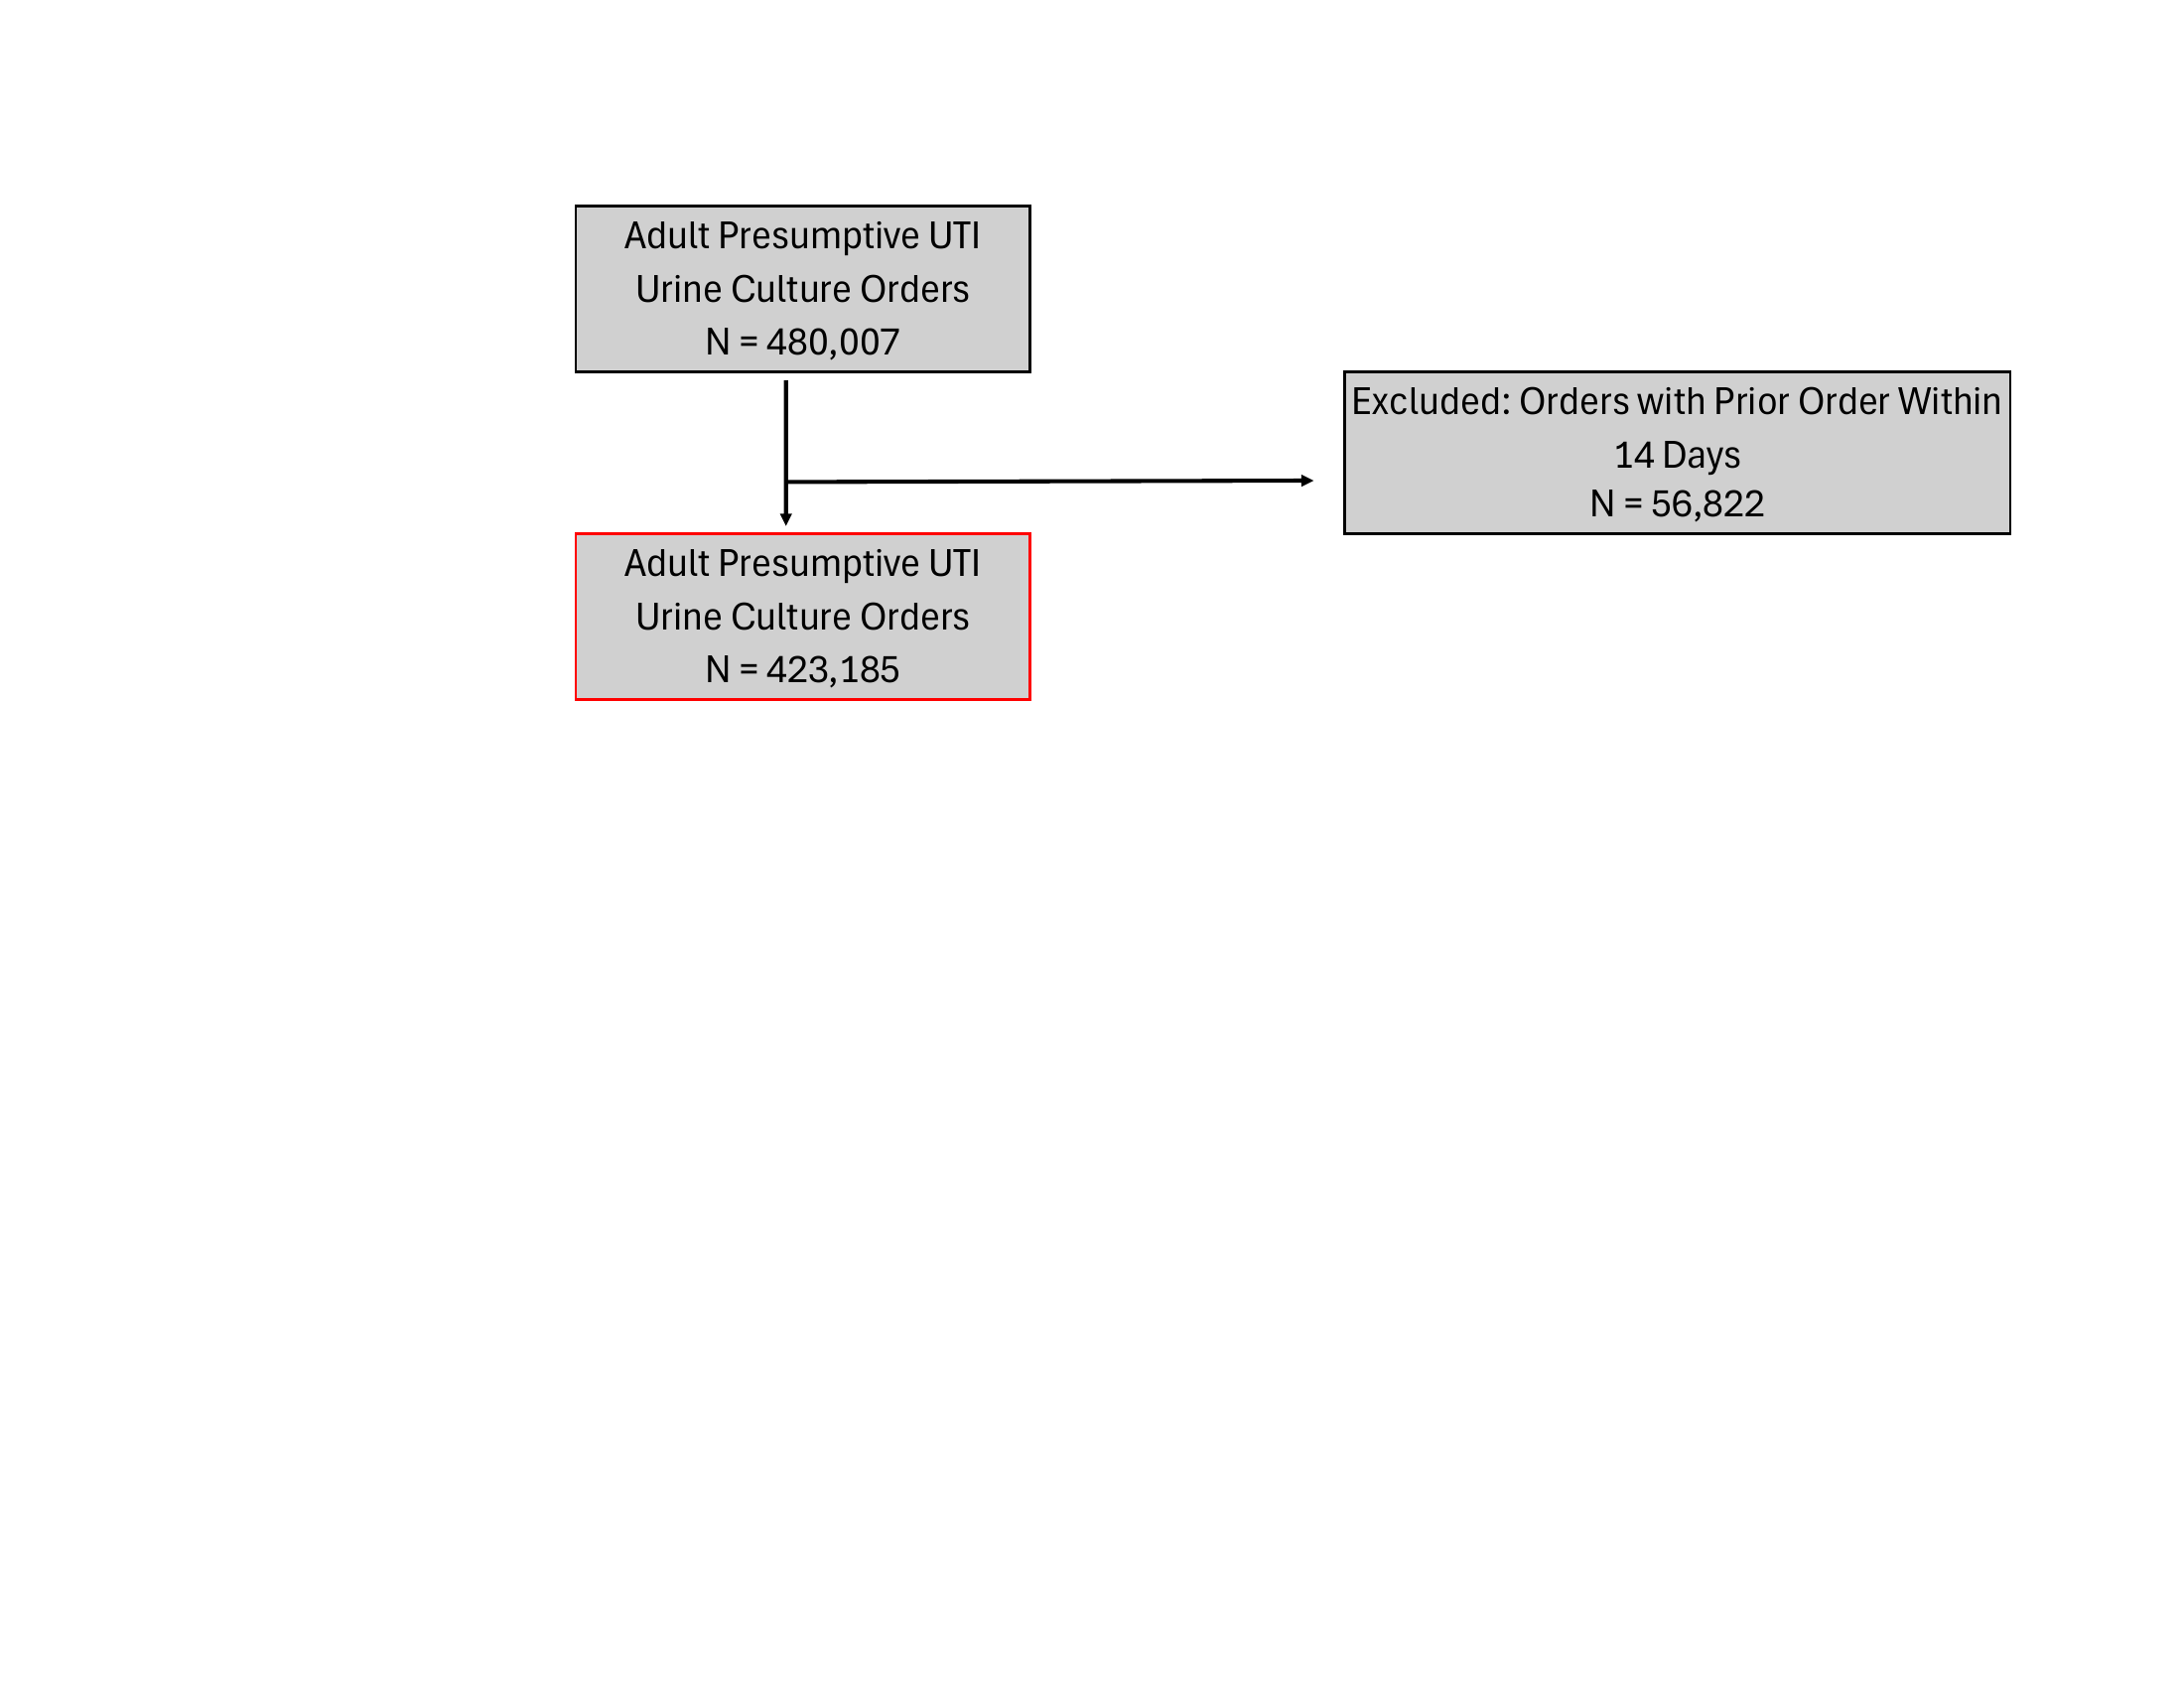 Adult Presumptive UTI
Urine Culture Orders
N = 480,007
Excluded: Orders with Prior Order Within
14 Days
N = 56,822
Adult Presumptive UTI
Urine Culture Orders
N = 423,185